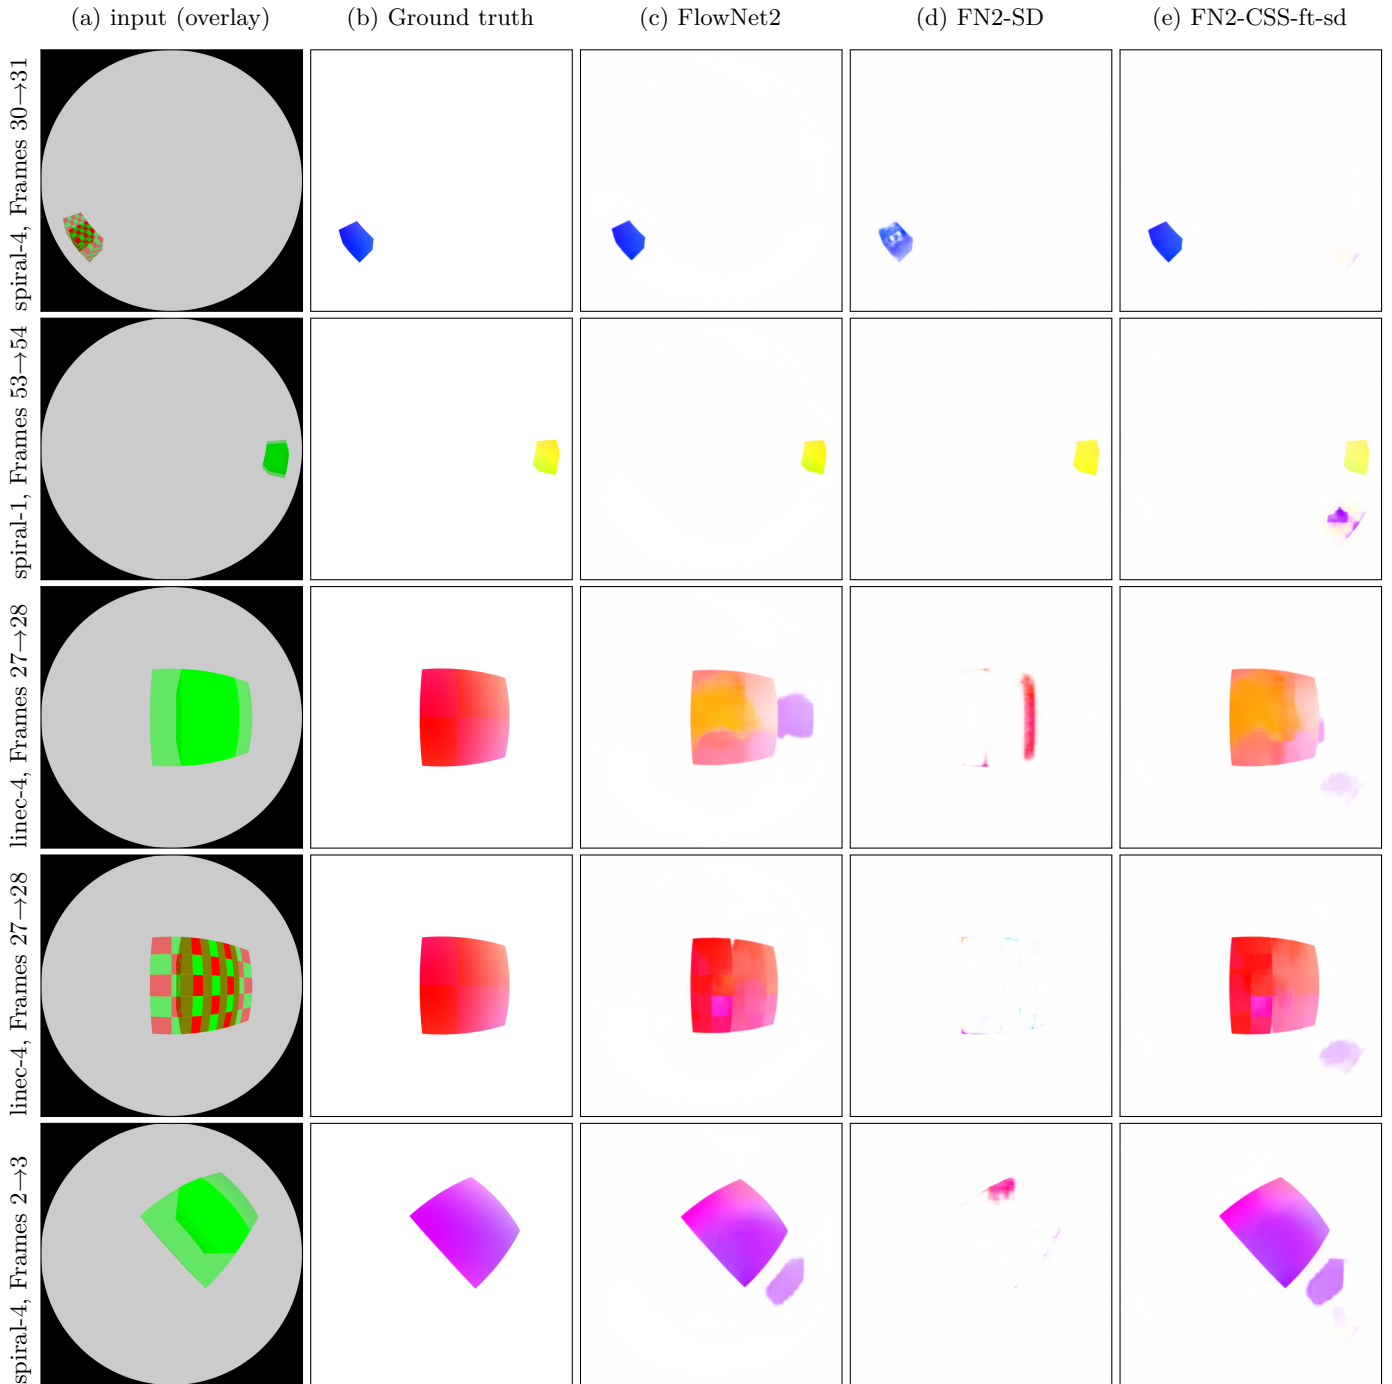 (a) input (overlay)
(b) Ground truth
(c) FlowNet2
(d) FN2-SD
(e) FN2-CSS-ft-sd
spiral-4, Frames 30→31
spiral-1, Frames 53→54
linec-4, Frames 27→28
linec-4, Frames 27→28
spiral-4, Frames 2→3